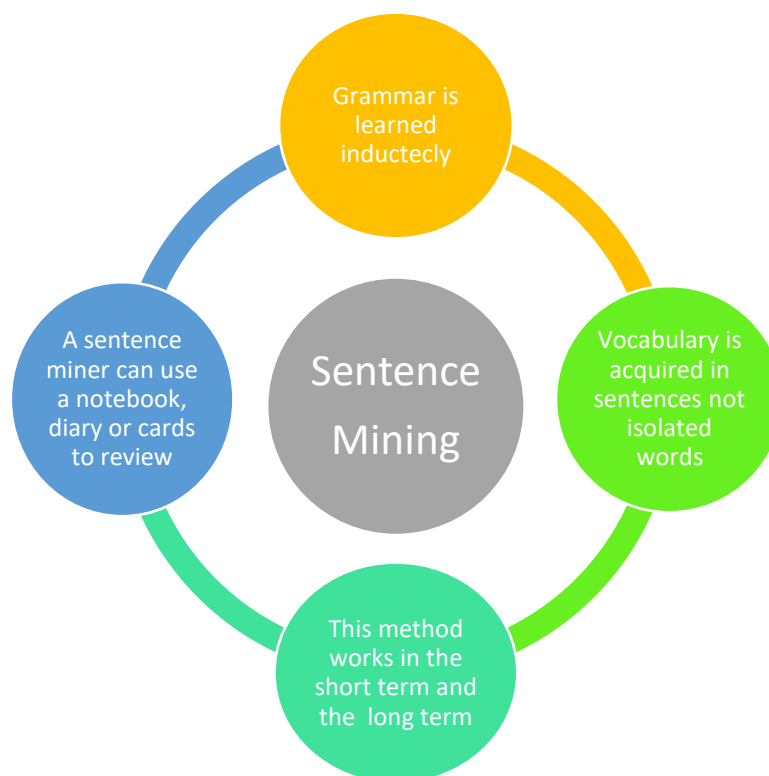 Grammar is
learned
inductecly
A sentence
miner can use
a notebook,
diary or cards
to review
Sentence
Mining
Vocabulary is
acquired in
sentences not
isolated
words
This method
works in the
short term and
the long term